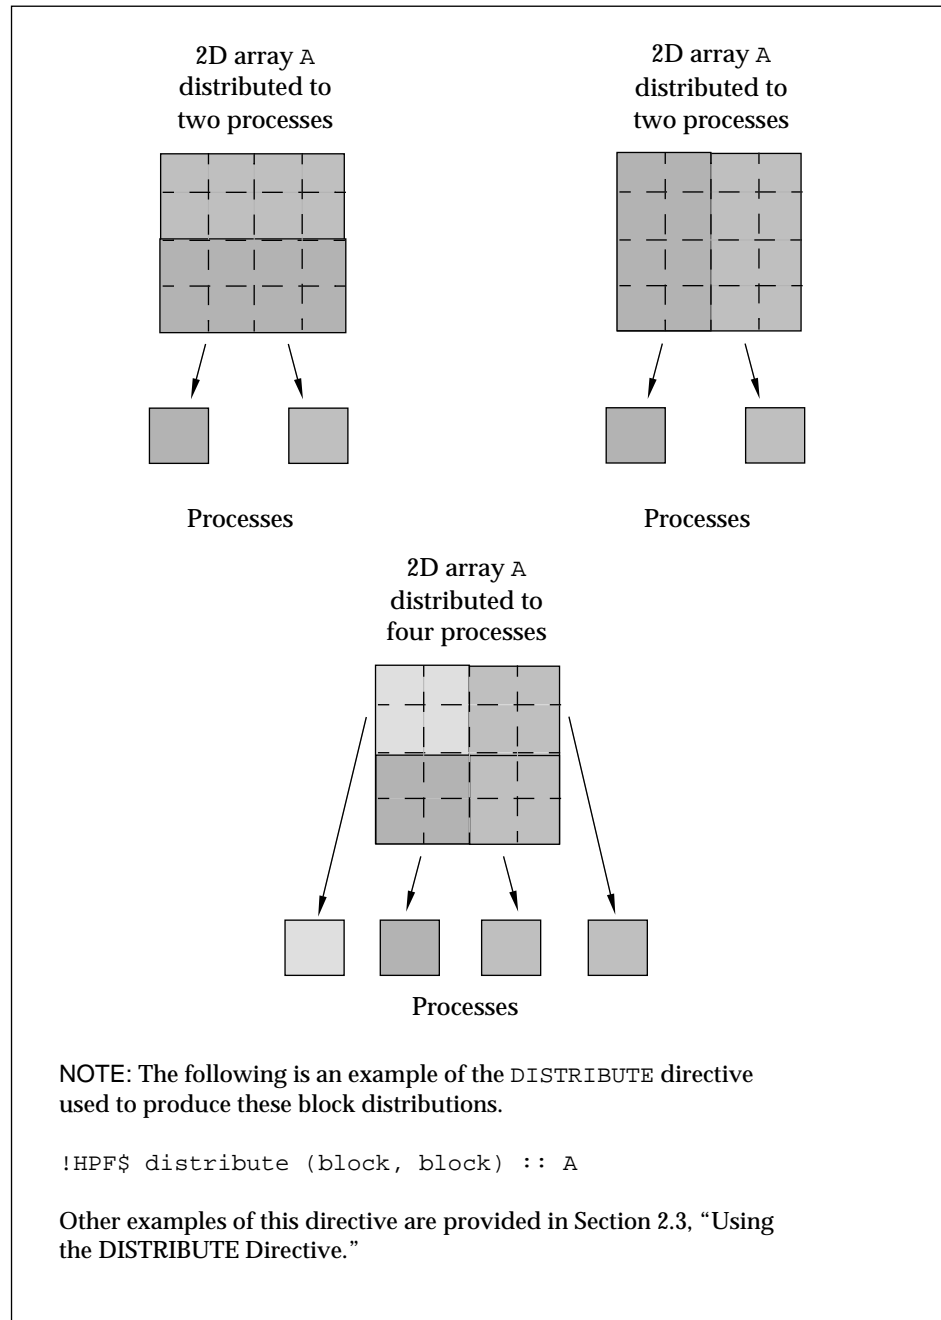 2D array A
distributed to
two processes
2D array A
distributed to
two processes
Processes
Processes
2D array A
distributed to
four processes
Processes
NOTE: The following is an example of the DISTRIBUTE directive
used to produce these block distributions.
!HPF$ distribute (block, block) :: A
Other examples of this directive are provided in Section 2.3, “Using
the DISTRIBUTE Directive.”